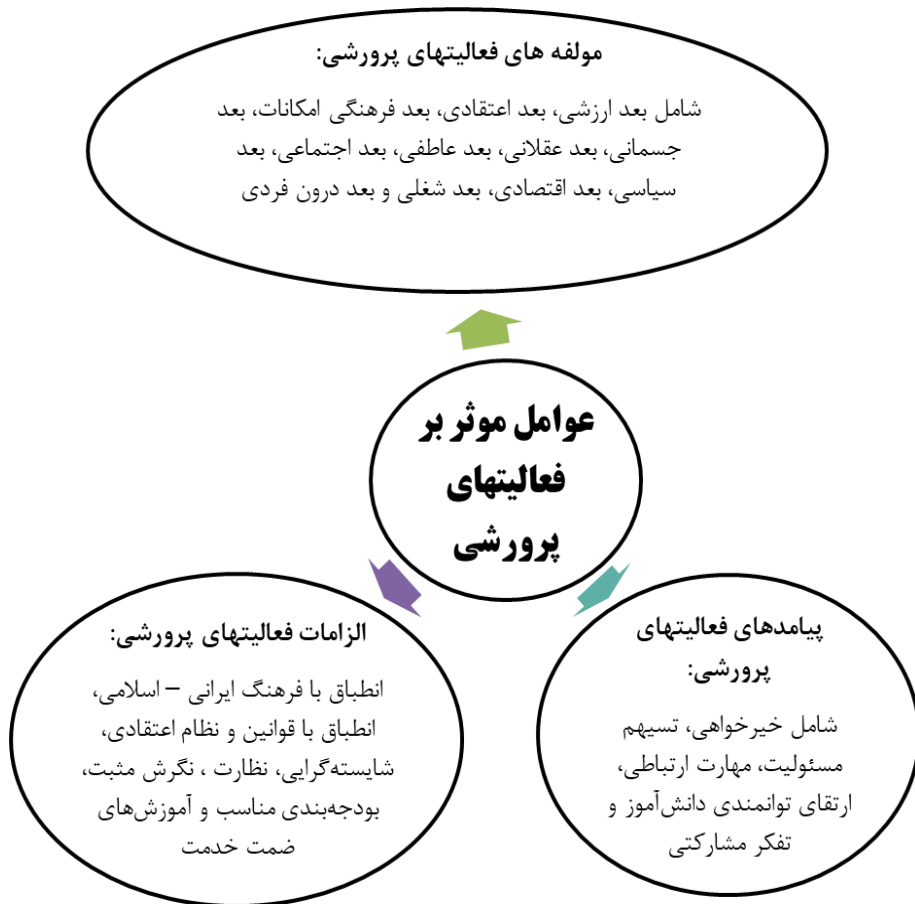 مولفه های فعالیتهای پرورشی:
شامل بعد ارزشی، بعد اعتقادی، بعد فرهنگی امکانات، بعد
جسمانی، بعد عقلانی، بعد عاطفی، بعد اجتماعی، بعد
سیاسی، بعد اقتصادی، بعد شغلی و بعد درون فردی
عوامل موثر بر
فعالیتهای
پرورشی
پیامدهای فعالیتهای
پرورشی:
شامل خیرخواهی، تسیهم
مسئولیت، مهارت ارتباطی،
ارتقای توانمندی دانش‌آموز و
تفکر مشارکتی
الزامات فعالیتهای پرورشی:
انطباق با فرهنگ ایرانی – اسلامی،
انطباق با قوانین و نظام اعتقادی،
شایسته‌گرایی، نظارت ، نگرش مثبت،
بودجه‌بندی مناسب و آموزش‌های
ضمت خدمت